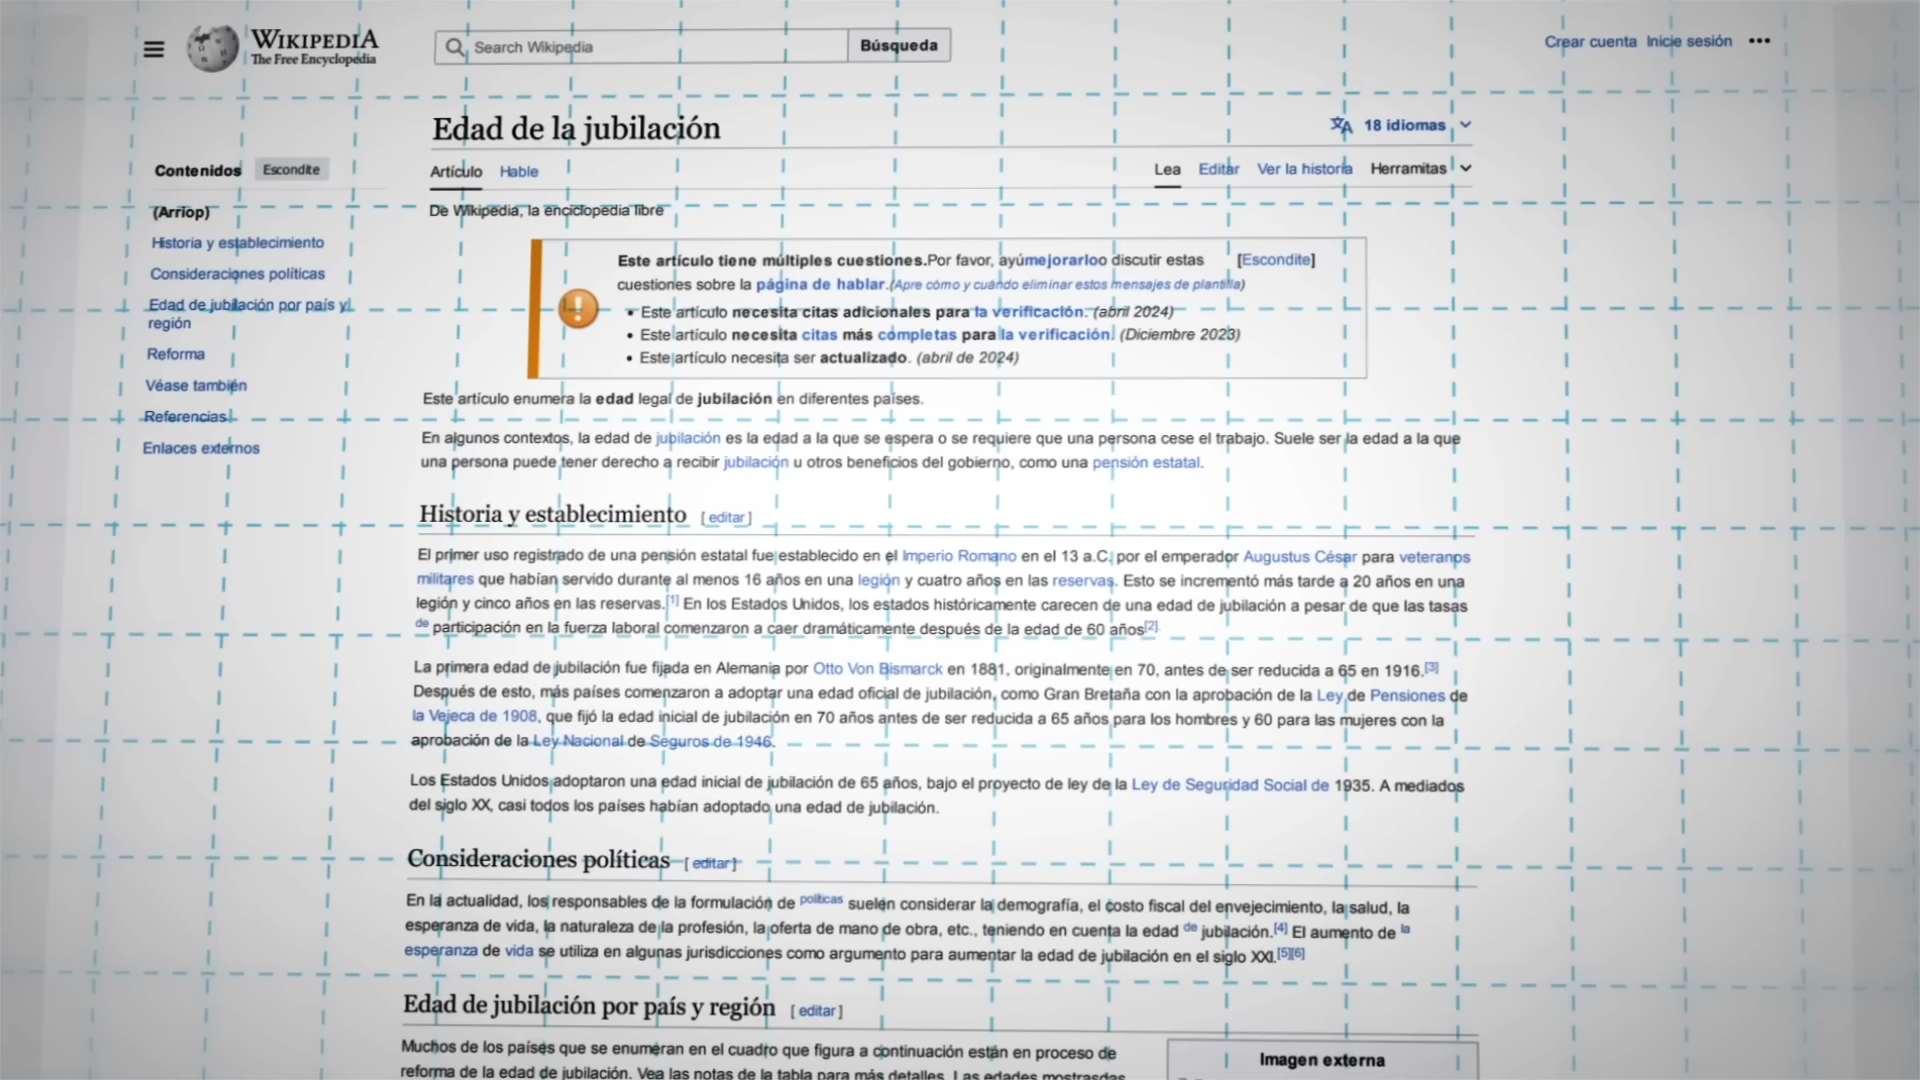 WIKIPEDIA
The Free Encyclopedia
Search Wikipedia
Búsqueda
Crear cuenta Inicie sesión
Edad de la jubilación
18 idiomas
Contenidos Escondite
Artículo Hable
Lea Editar Ver la historia Herramitas
(Arriop)
Historia y establecimiento
Consideraciones políticas
Edad de jubilación por país y
región
Reforma
Véase también
Referencias
Enlaces externos
De Wikipedia, la enciclopedia libre
Este artículo tiene múltiples cuestiones.Por favor, ayúmejorarloo discutir estas [Escondite]
cuestiones sobre la página de hablar.(Apre cómo y cuándo eliminar estos mensajes de plantilla)
• Este artículo necesita citas adicionales para la verificación. (abril 2024)
• Este artículo necesita citas más completas para la verificación. (Diciembre 2023)
• Este artículo necesita ser actualizado. (abril de 2024)
Este artículo enumera la edad legal de jubilación en diferentes países.
En algunos contextos, la edad de jubilación es la edad a la que se espera o se requiere que una persona cese el trabajo. Suele ser la edad a la que
una persona puede tener derecho a recibir jubilación u otros beneficios del gobierno, como una pensión estatal.
Historia y establecimiento [ editar ]
El primer uso registrado de una pensión estatal fue establecido en el Imperio Romano en el 13 a.C. por el emperador Augustus César para veteranos
militares que habían servido durante al menos 16 años en una legión y cuatro años en las reservas. Esto se incrementó más tarde a 20 años en una
legión y cinco años en las reservas.[1] En los Estados Unidos, los estados históricamente carecen de una edad de jubilación a pesar de que las tasas
de participación en la fuerza laboral comenzaron a caer dramáticamente después de la edad de 60 años[2].
La primera edad de jubilación fue fijada en Alemania por Otto Von Bismarck en 1881, originalmente en 70, antes de ser reducida a 65 en 1916.[3]
Después de esto, más países comenzaron a adoptar una edad oficial de jubilación, como Gran Bretaña con la aprobación de la Ley de Pensiones de
la Vejeca de 1908, que fijó la edad inicial de jubilación en 70 años antes de ser reducida a 65 años para los hombres y 60 para las mujeres con la
aprobación de la Ley Nacional de Seguros de 1946.
Los Estados Unidos adoptaron una edad inicial de jubilación de 65 años, bajo el proyecto de ley de la Ley de Seguridad Social de 1935. A mediados
del siglo XX, casi todos los países habían adoptado una edad de jubilación.
Consideraciones políticas [ editar ]
En la actualidad, los responsables de la formulación de políticas suelen considerar la demografía, el costo fiscal del envejecimiento, la salud, la
esperanza de vida, la naturaleza de la profesión, la oferta de mano de obra, etc., teniendo en cuenta la edad de jubilación.[4] El aumento de la
esperanza de vida se utiliza en algunas jurisdicciones como argumento para aumentar la edad de jubilación en el siglo XXI.[5][6]
Edad de jubilación por país y región [ editar ]
Muchos de los países que se enumeran en el cuadro que figura a continuación están en proceso de
reforma de la edad de jubilación. Vea las notas de la tabla para más detalles. Las edades mostrasdas
Imagen externa